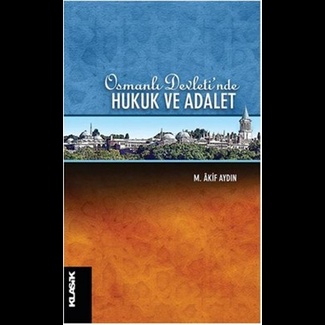 Osmanlı Devleti'nde
HUKUK VE ADALET
M. ÂKİF AYDIN
KLASİK